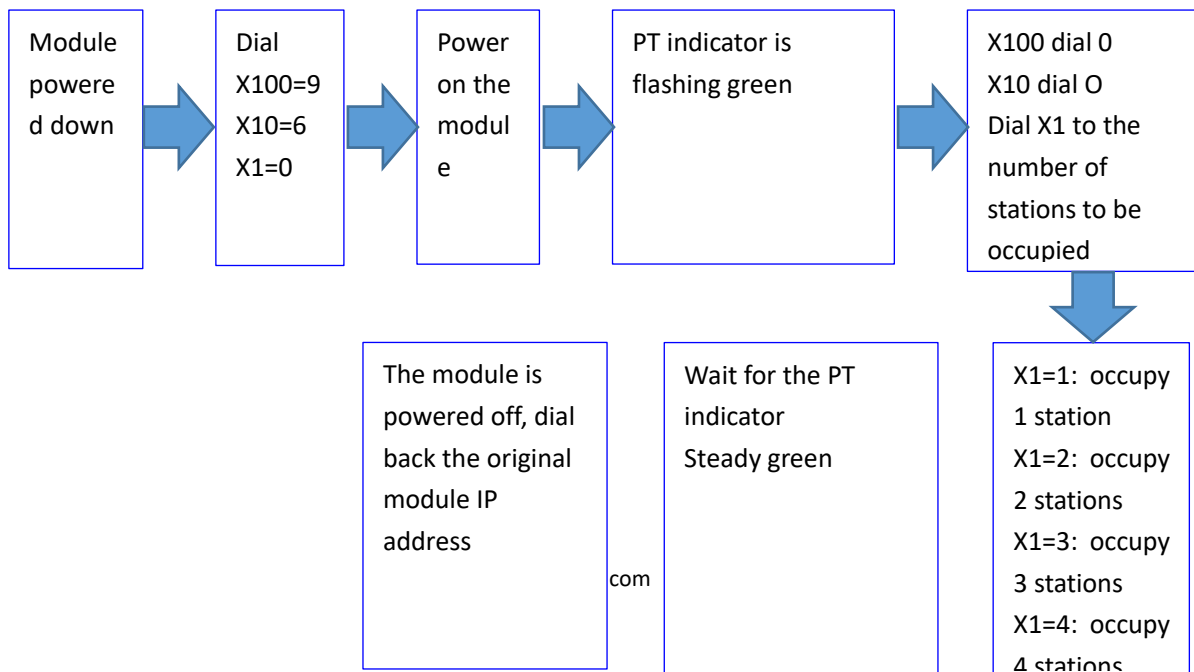 Module
powere
d down
Dial
X100=9
X10=6
X1=0
Power
on the
modul
e
PT indicator is
flashing green
X100 dial 0
X10 dial O
Dial X1 to the
number of
stations to be
occupied
The module is
powered off, dial
back the original
module IP
address
com
Wait for the PT
indicator
Steady green
X1=1: occupy
1 station
X1=2: occupy
2 stations
X1=3: occupy
3 stations
X1=4: occupy
4 stations